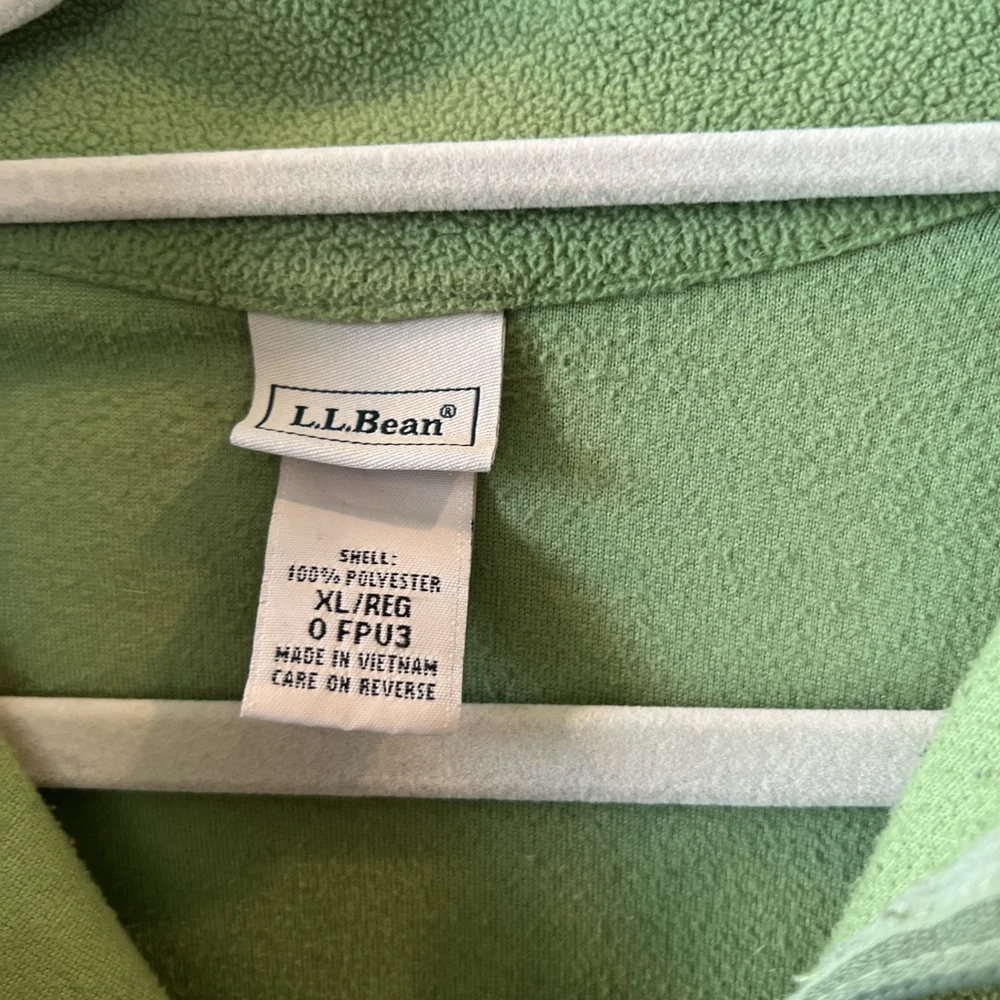 L.L.Bean®
SHELL:
100% POLYESTER
XL/REG
0 FPU3
MADE IN VIETNAM
CARE ON REVERSE